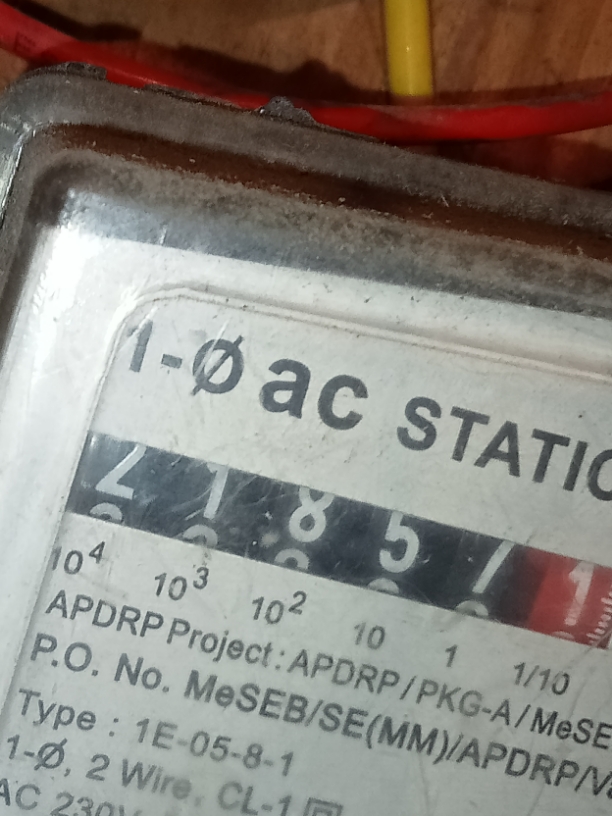 1-Ø ac STATIC
2 1 8 5 7 1
10⁴ 10³ 10² 10 1 1/10
APDRP Project : APDRP/PKG-A/MeSE
P.O. No. MeSEB/SE(MM)/APDRP/Va
Type : 1E-05-8-1
1-Ø, 2 Wire, CL-1
AC 230V